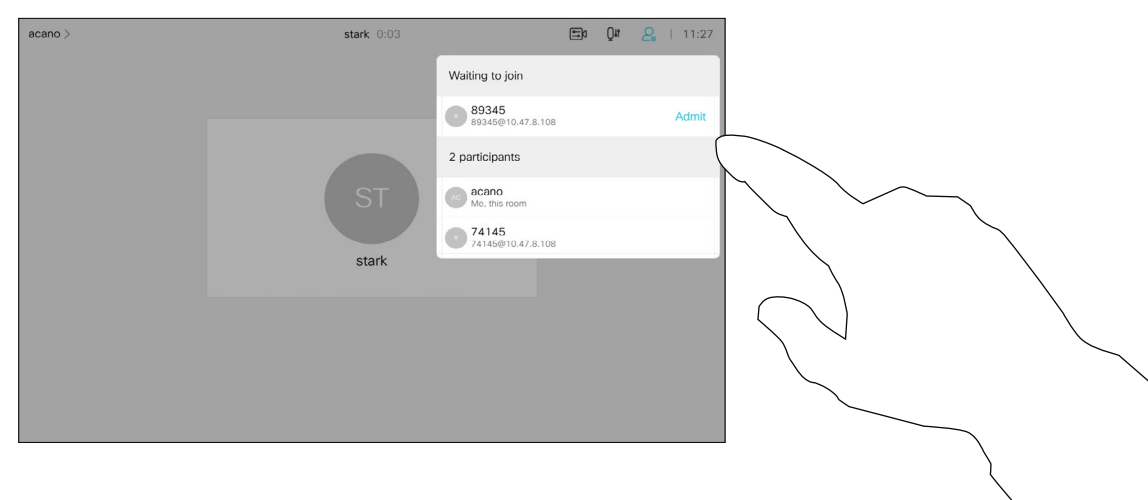 acano >
stark 0:03
11:27
Waiting to join
89345
89345@10.47.8.108
Admit
2 participants
AC
acano
Me, this room
74145
74145@10.47.8.108
ST
stark